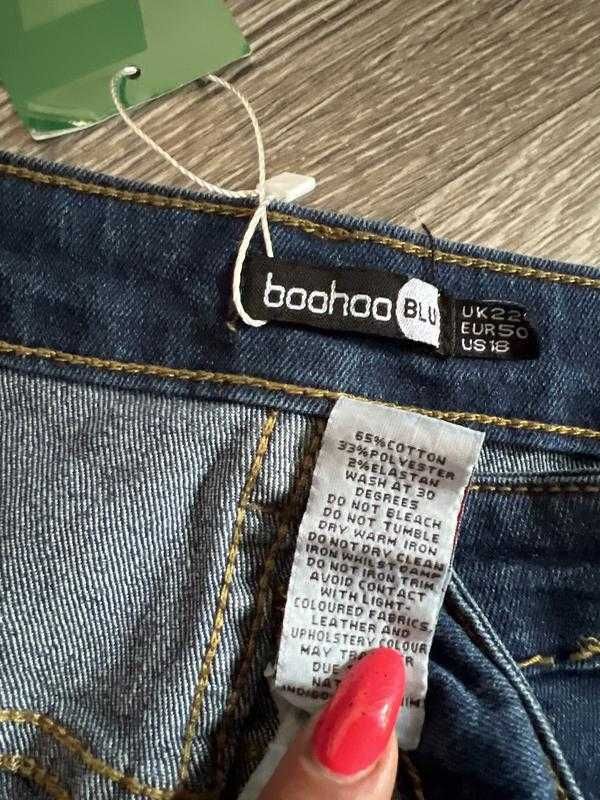 boohoo BLU
UK22
EUR50
US18
65%COTTON
33%POLYESTER
2%ELASTAN
WASH AT 30
DEGREES
DO NOT BLEACH
DO NOT TUMBLE
DRY WARM IRON
DO NOT DRY CLEAN
IRON WHILST DAMP
DO NOT IRON TRIM
AVOID CONTACT
WITH LIGHT-
COLOURED FABRICS,
LEATHER AND
UPHOLSTERY COLOUR
MAY
DUE